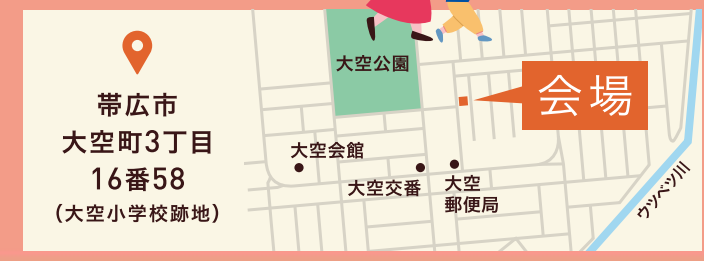 帯広市
大空町3丁目
16番58
（大空小学校跡地）
大空公園
会場
大空会館
大空交番
大空
郵便局
ウツベツ川